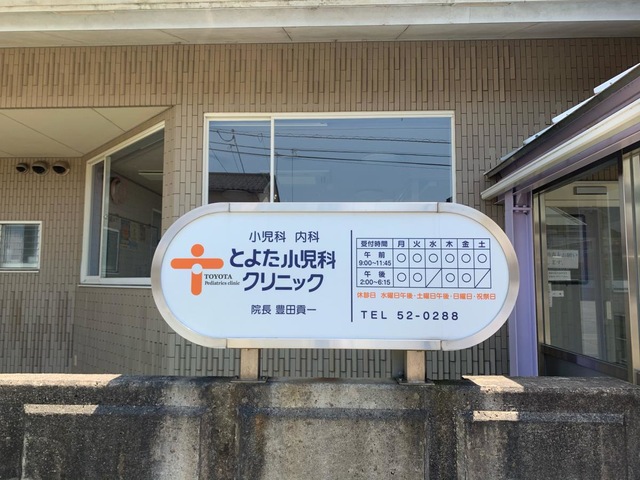 小児科 内科
とよた小児科
クリニック
TOYOTA
Pediatrics clinic
院長 豊田貢一
受付時間 月 火 水 木 金 土
午前 9:00~11:45 ○ ○ ○ ○ ○ ○
午後 2:00~6:15 ○ ○ / ○ ○ /
休診日 水曜日午後・土曜日午後・日曜日・祝祭日
TEL 52-0288